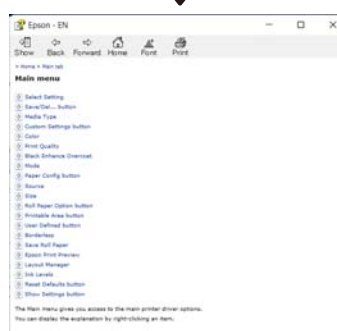 Epson - EN
Show Back Forward Home Font Print
> Home > Main tab
Main menu
Select Setting
Save/Del... button
Media Type
Custom Settings button
Color
Print Quality
Black Enhance Overcoat
Mode
Paper Config button
Source
Size
Roll Paper Option button
Printable Area button
User Defined button
Borderless
Save Roll Paper
Epson Print Preview
Layout Manager
Ink Levels
Reset Defaults button
Show Settings button
The Main menu gives you access to the main printer driver options.
You can display the explanation by right-clicking an item.